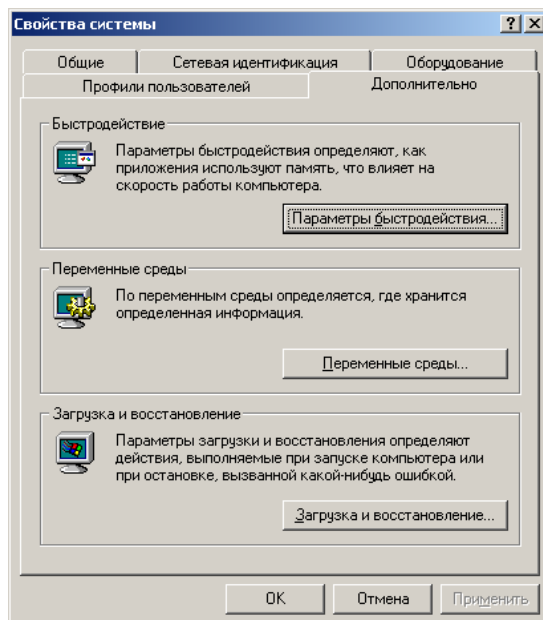 Свойства системы
Общие Сетевая идентификация Оборудование
Профили пользователей Дополнительно
Быстродействие
Параметры быстродействия определяют, как
приложения используют память, что влияет на
скорость работы компьютера.
Параметры быстродействия...
Переменные среды
По переменным среды определяется, где хранится
определенная информация.
Переменные среды...
Загрузка и восстановление
Параметры загрузки и восстановления определяют
действия, выполняемые при запуске компьютера или
при остановке, вызванной какой-нибудь ошибкой.
Загрузка и восстановление...
OK Отмена Применить